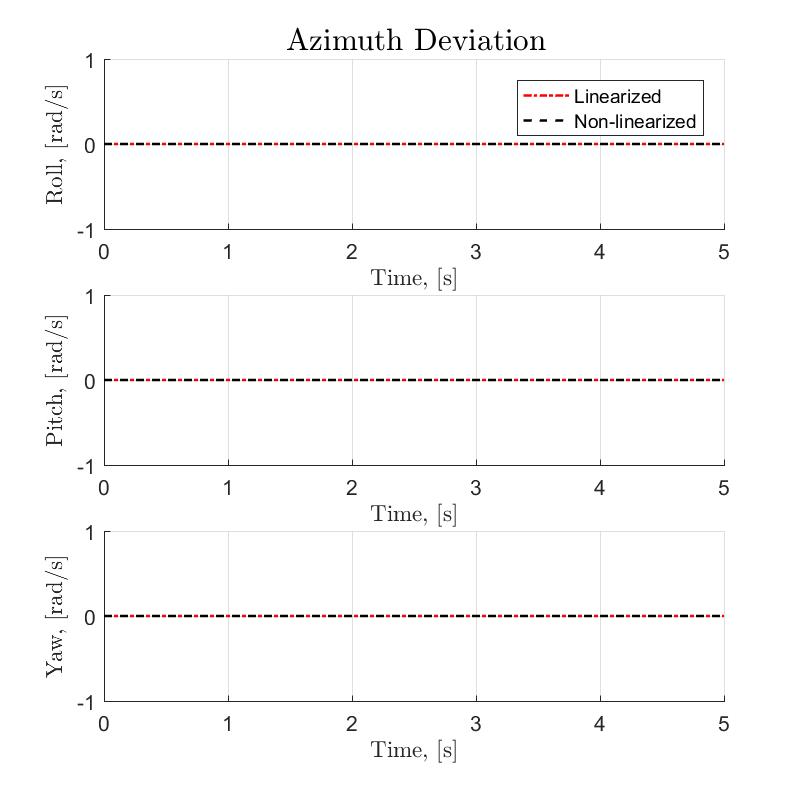 Azimuth Deviation
1
0
-1
Roll, [rad/s]
Linearized
Non-linearized
0 1 2 3 4 5
Time, [s]
1
0
-1
Pitch, [rad/s]
0 1 2 3 4 5
Time, [s]
1
0
-1
Yaw, [rad/s]
0 1 2 3 4 5
Time, [s]